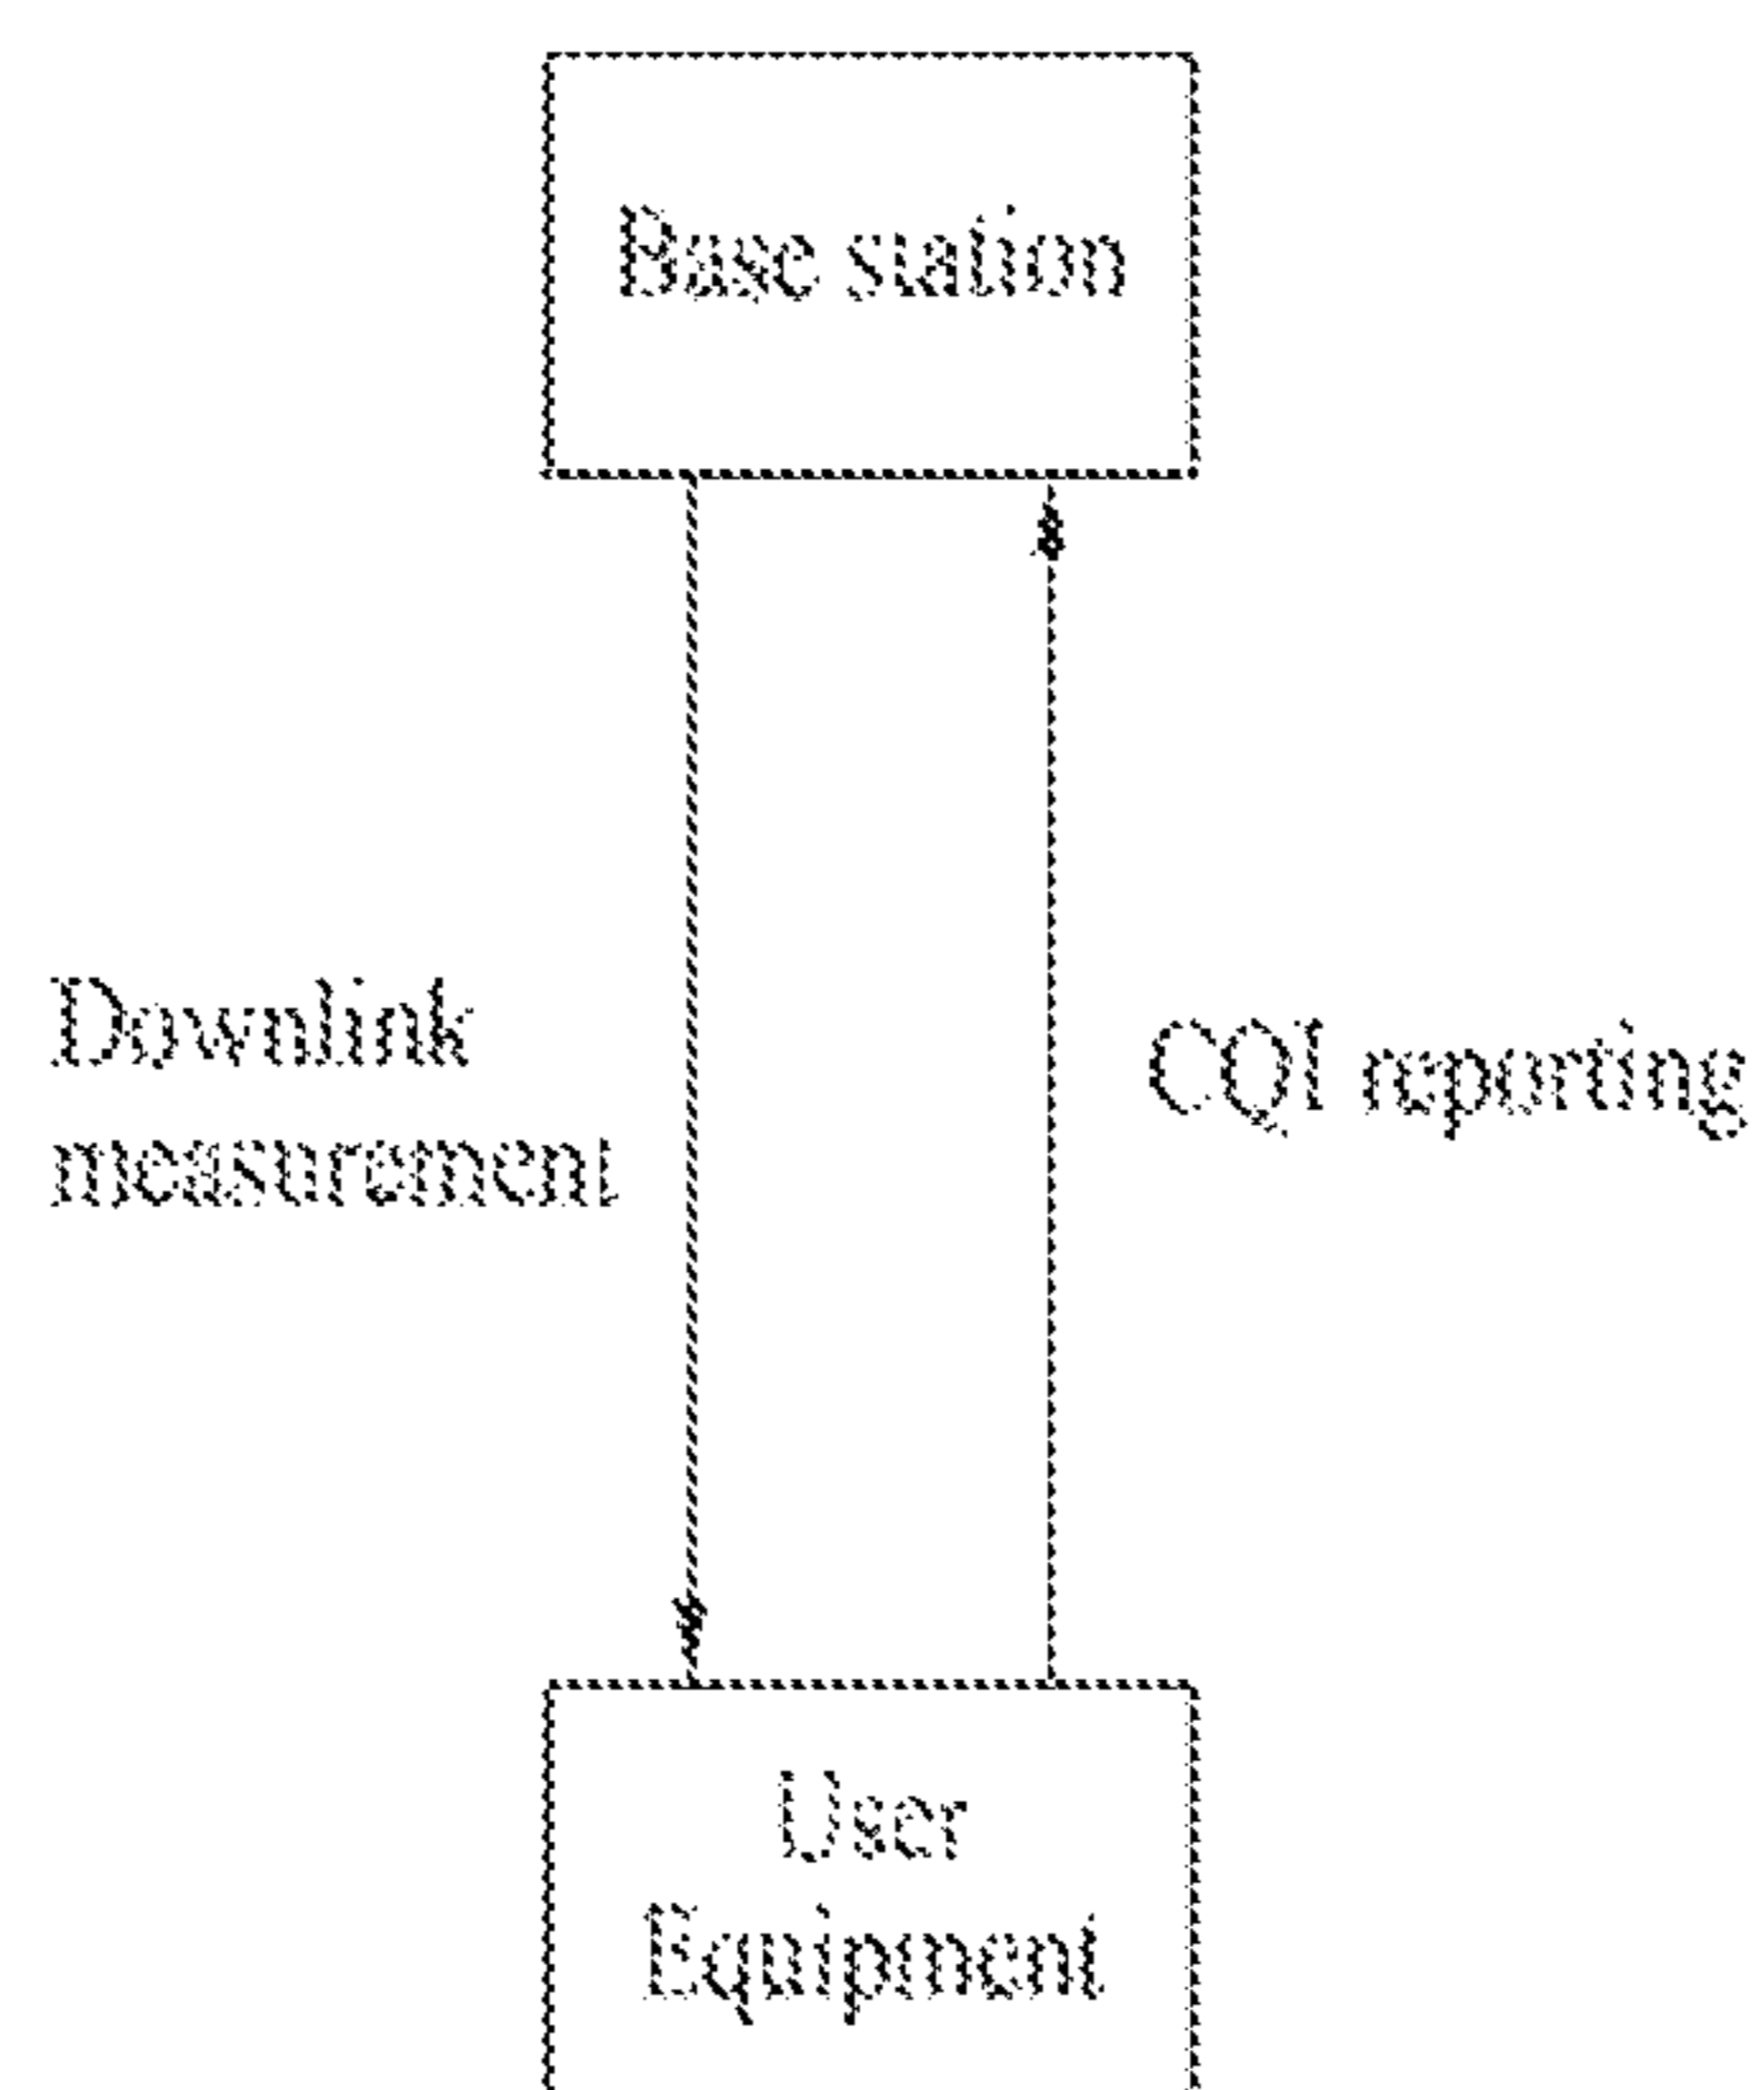 Base station
Downlink
measurement
CQI reporting
User
Equipment